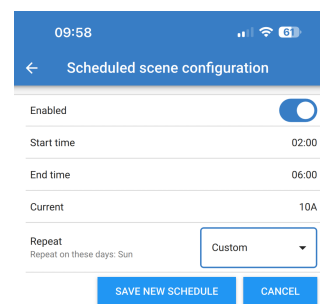 09:58 61
Scheduled scene configuration
Enabled
Start time 02:00
End time 06:00
Current 10A
Repeat
Repeat on these days: Sun
Custom
SAVE NEW SCHEDULE CANCEL